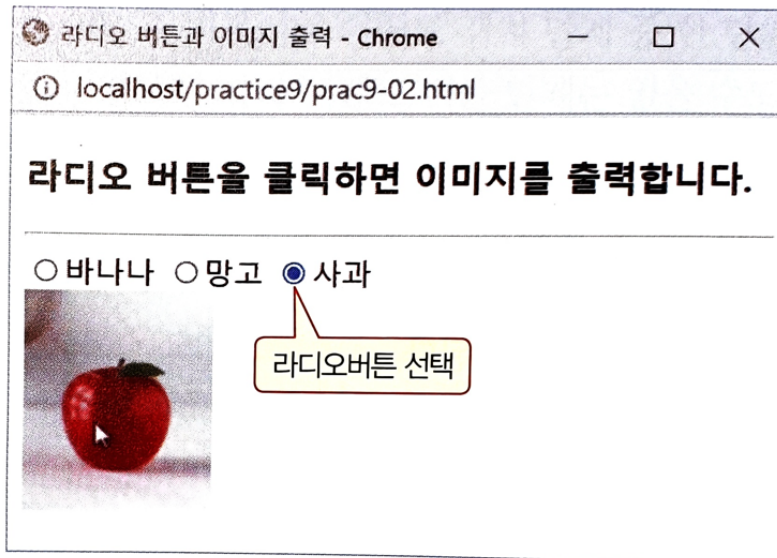 라디오 버튼과 이미지 출력 - Chrome
localhost/practice9/prac9-02.html
라디오 버튼을 클릭하면 이미지를 출력합니다.
바나나 망고 사과
라디오버튼 선택